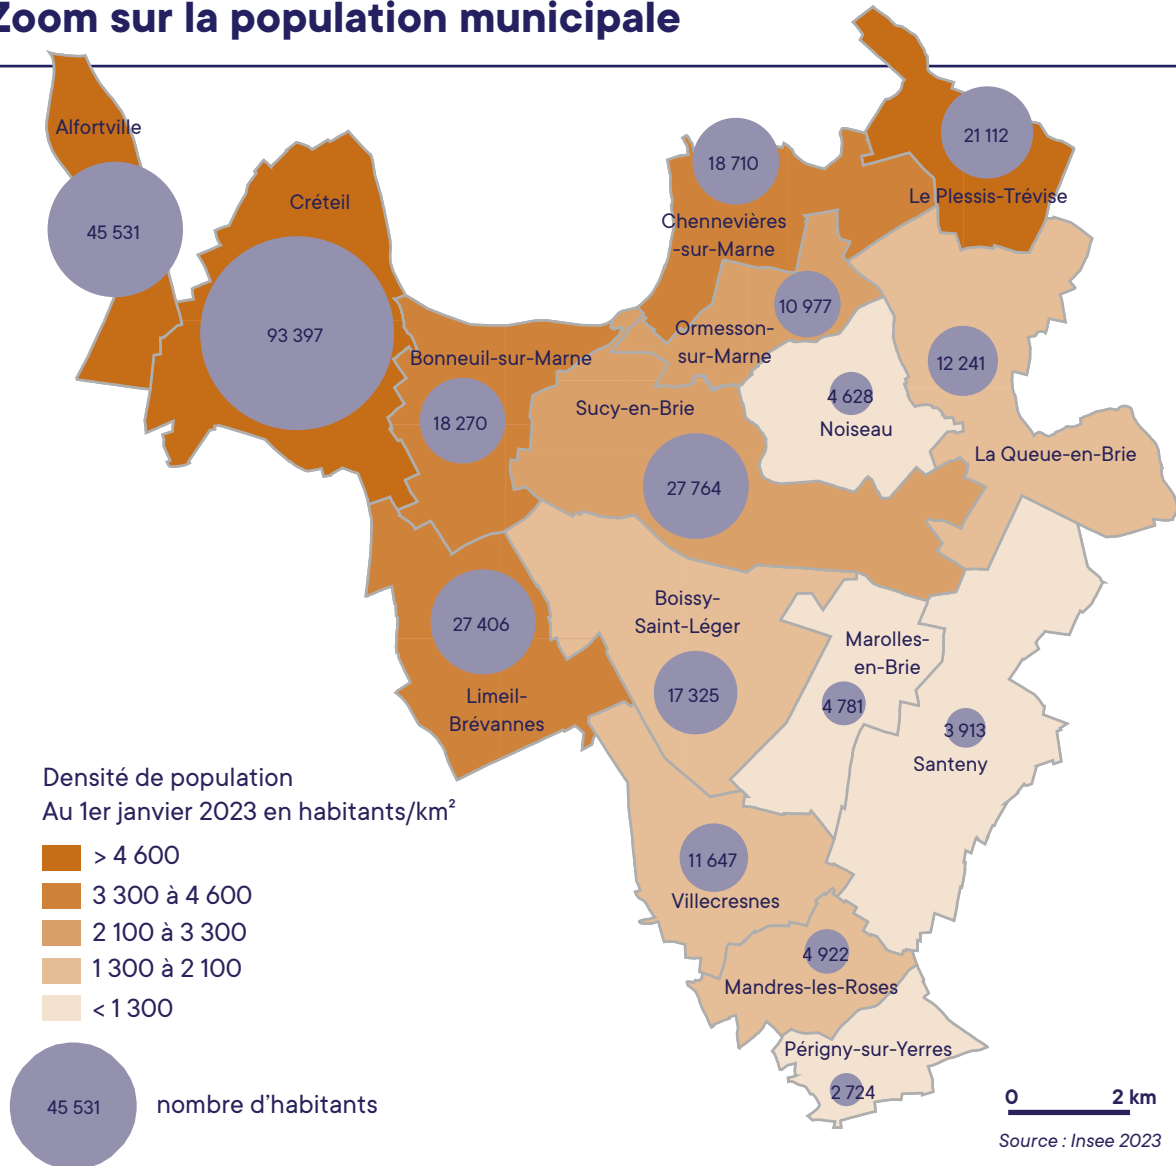 Zoom sur la population municipale
Alfortville
45 531
Créteil
93 397
18 710
Chennevières
-sur-Marne
21 112
Le Plessis-Trévise
10 977
Ormesson-
sur-Marne
Bonneuil-sur-Marne
18 270
Sucy-en-Brie
27 764
4 628
Noiseau
12 241
La Queue-en-Brie
27 406
Limeil-
Brévannes
Boissy-
Saint-Léger
17 325
Marolles-
en-Brie
4 781
3 913
Santeny
11 647
Villecresnes
4 922
Mandres-les-Roses
Périgny-sur-Yerres
2 724
Densité de population
Au 1er janvier 2023 en habitants/km²
> 4 600
3 300 à 4 600
2 100 à 3 300
1 300 à 2 100
< 1 300
45 531
nombre d’habitants
0 2 km
Source : Insee 2023